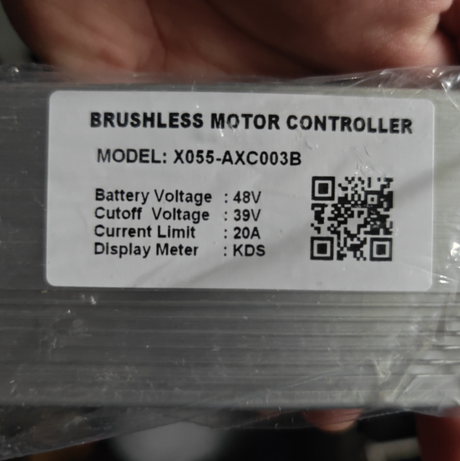 BRUSHLESS MOTOR CONTROLLER
MODEL: X055-AXC003B
Battery Voltage : 48V
Cutoff Voltage : 39V
Current Limit : 20A
Display Meter : KDS